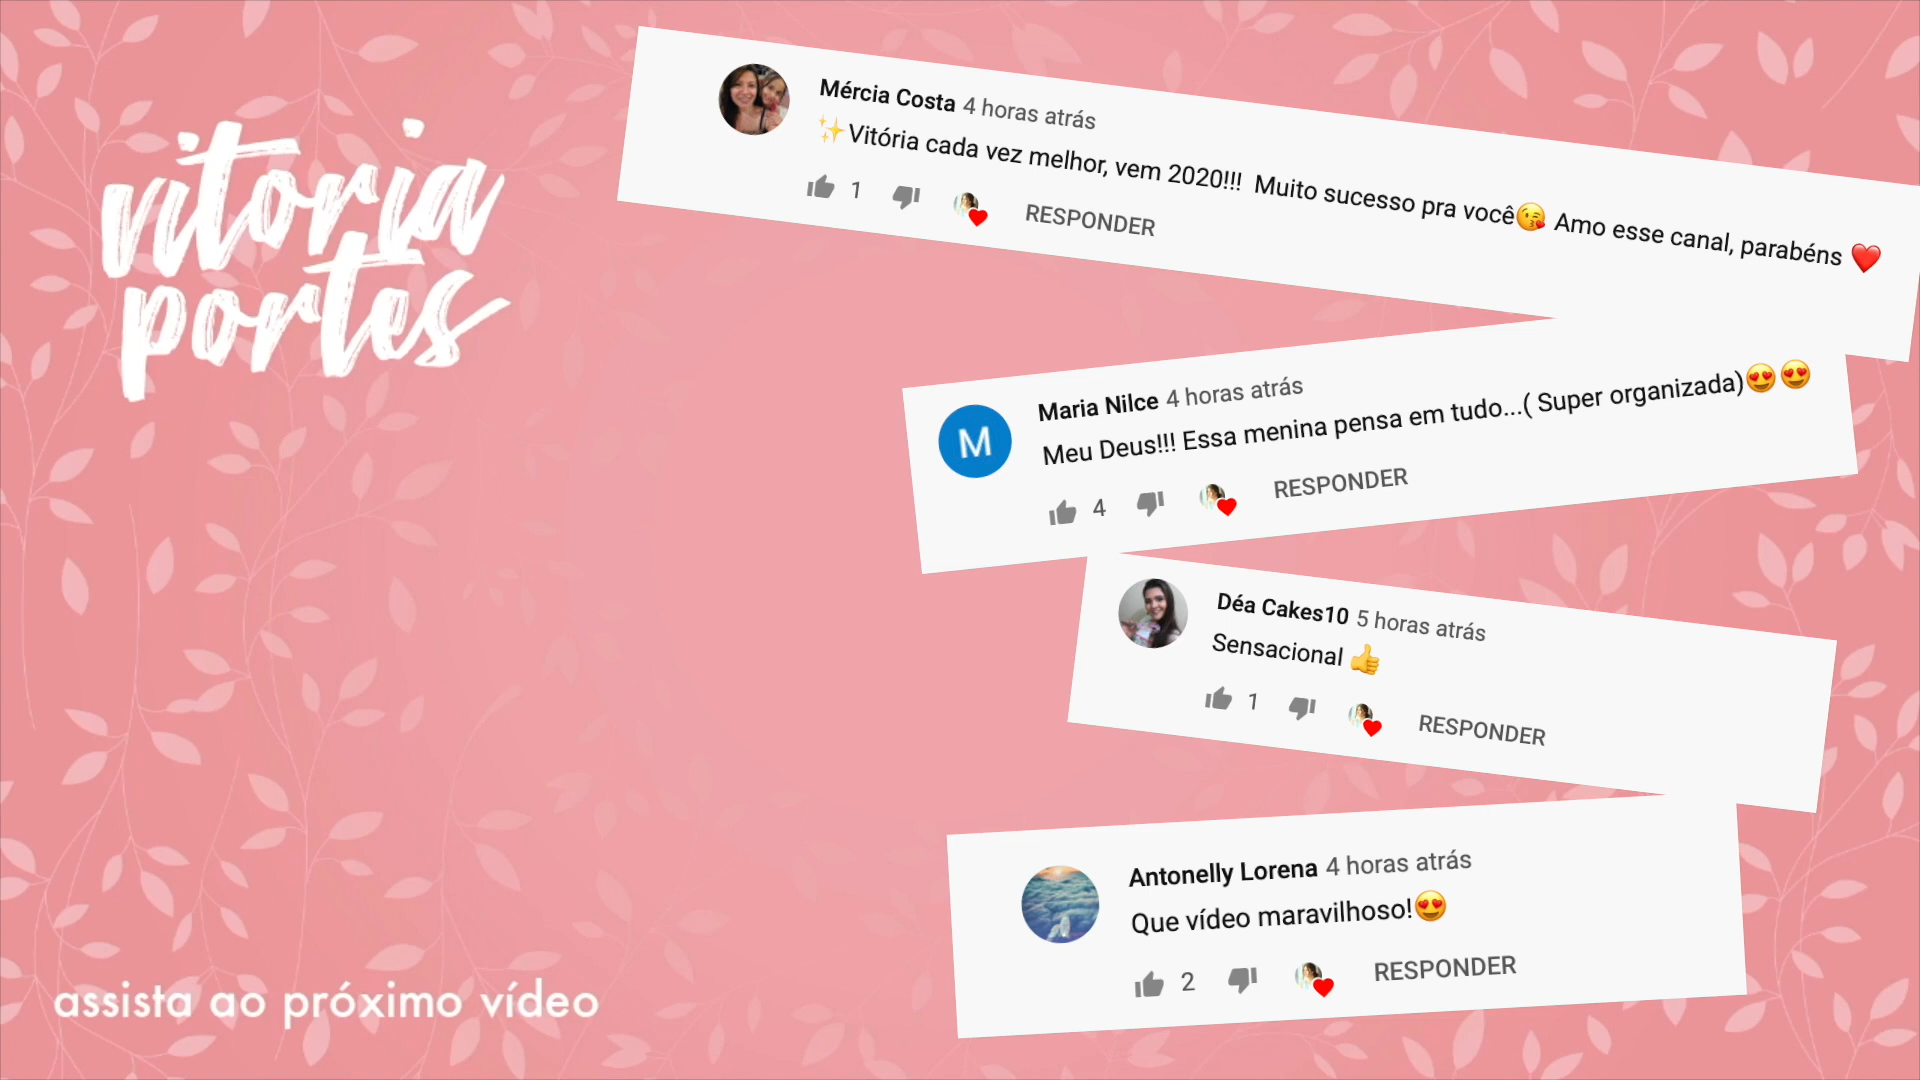 vitoria
portes
Mércia Costa 4 horas atrás
✨Vitória cada vez melhor, vem 2020!!! Muito sucesso pra você😘 Amo esse canal, parabéns ❤️
1 RESPONDER
Maria Nilce 4 horas atrás
M
Meu Deus!!! Essa menina pensa em tudo...( Super organizada)😍😍
4 RESPONDER
Déa Cakes10 5 horas atrás
Sensacional 👍
1 RESPONDER
Antonelly Lorena 4 horas atrás
Que vídeo maravilhoso!😍
2 RESPONDER
assista ao próximo vídeo